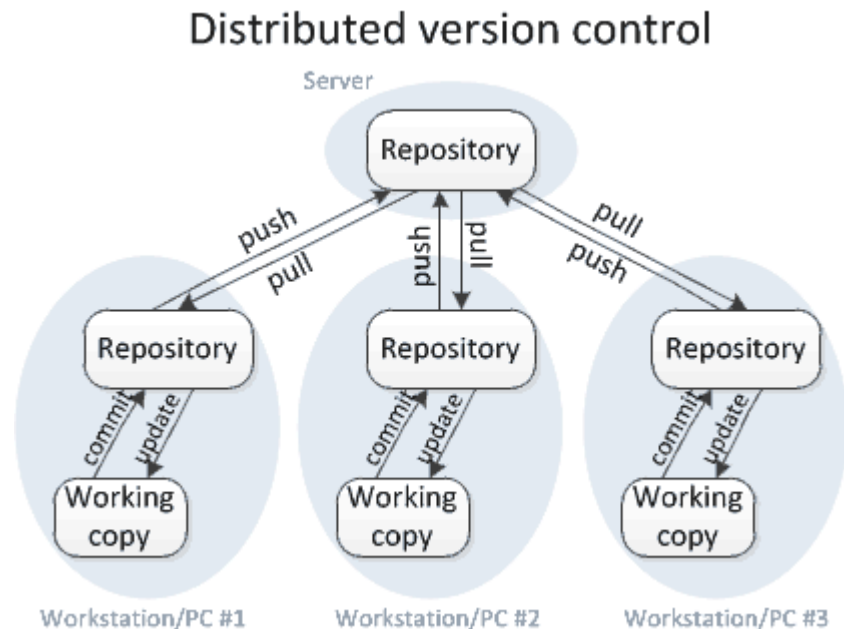 Distributed version control
Server
Repository
push
pull
push
pull
pull
push
Repository
Repository
Repository
commit
update
commit
update
commit
update
Working
copy
Working
copy
Working
copy
Workstation/PC #1
Workstation/PC #2
Workstation/PC #3